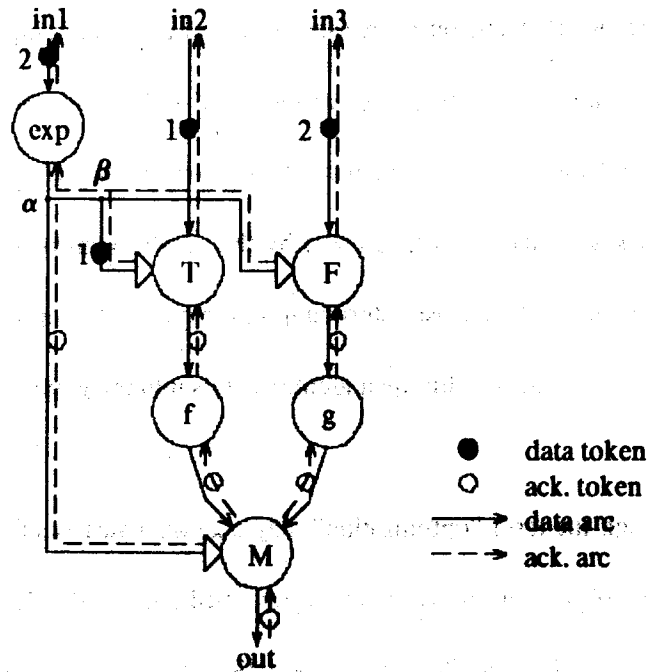 in1 in2 in3
2
exp
1 2
β
α
1 T F
f g
data token
ack. token
data arc
M ack. arc
out